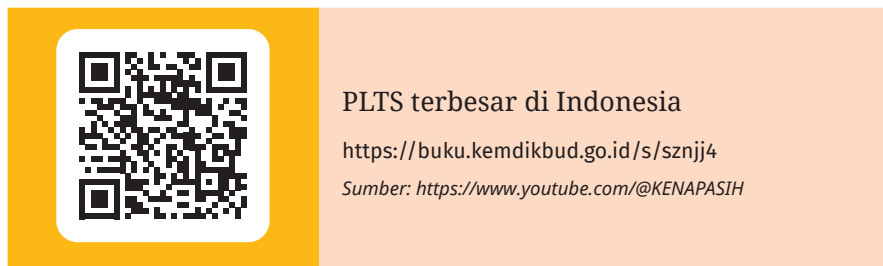 PLTS terbesar di Indonesia
https://buku.kemdikbud.go.id/s/sznjj4
Sumber: https://www.youtube.com/@KENAPASIH